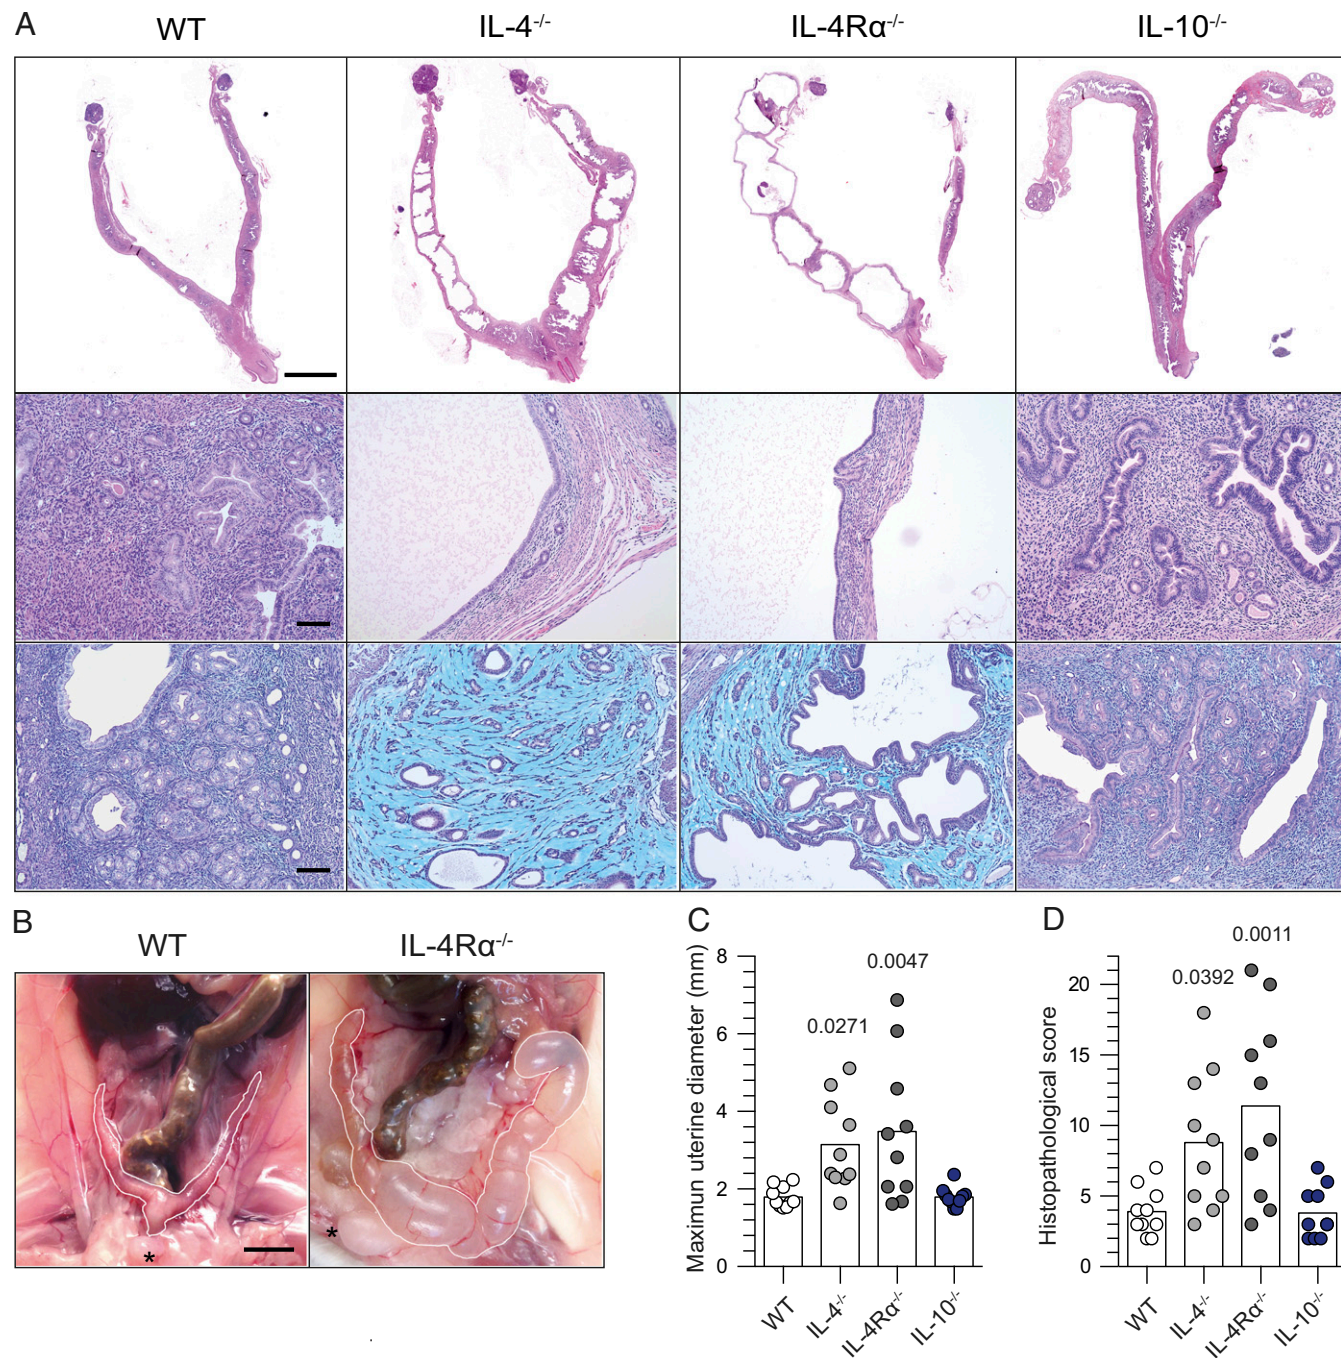 A
WT
IL-4-/-
IL-4Rα-/-
IL-10-/-
B
WT
IL-4Rα-/-
*
*
C
Maximun uterine diameter (mm)
8
6
4
2
0
0.0271
0.0047
WT
IL-4-/-
IL-4Rα-/-
IL-10-/-
D
Histopathological score
20
15
10
5
0
0.0392
0.0011
WT
IL-4-/-
IL-4Rα-/-
IL-10-/-